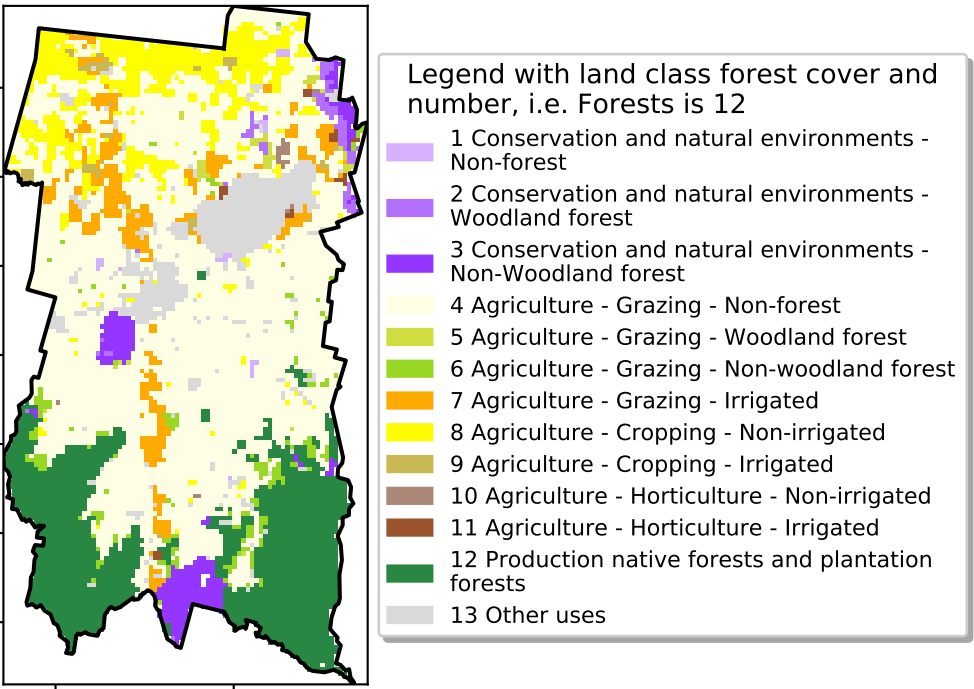 Legend with land class forest cover and
number, i.e. Forests is 12
1 Conservation and natural environments -
Non-forest
2 Conservation and natural environments -
Woodland forest
3 Conservation and natural environments -
Non-Woodland forest
4 Agriculture - Grazing - Non-forest
5 Agriculture - Grazing - Woodland forest
6 Agriculture - Grazing - Non-woodland forest
7 Agriculture - Grazing - Irrigated
8 Agriculture - Cropping - Non-irrigated
9 Agriculture - Cropping - Irrigated
10 Agriculture - Horticulture - Non-irrigated
11 Agriculture - Horticulture - Irrigated
12 Production native forests and plantation
forests
13 Other uses